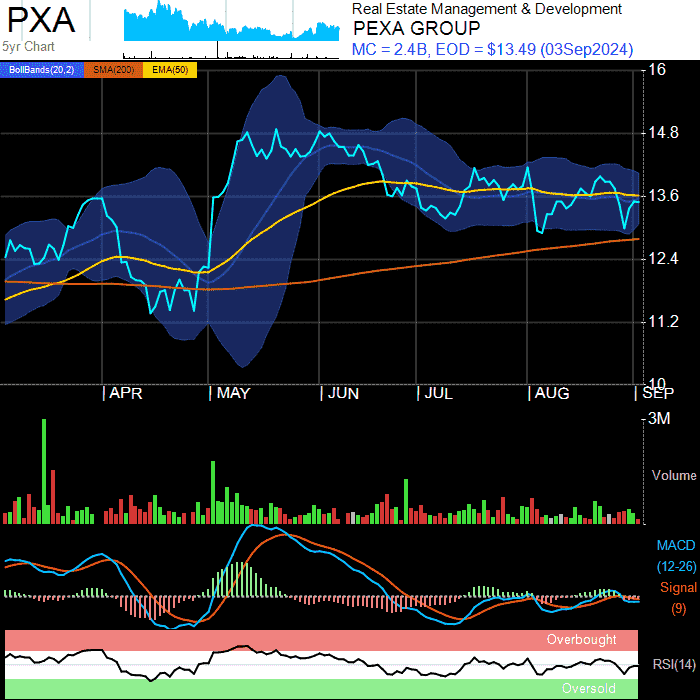 PXA
5yr Chart
Real Estate Management & Development
PEXA GROUP
MC = 2.4B, EOD = $13.49 (03Sep2024)
BollBands(20,2) SMA(200) EMA(50)
16
14.8
13.6
12.4
11.2
10
APR MAY JUN JUL AUG SEP
3M
Volume
MACD
(12-26)
Signal
(9)
Overbought
RSI(14)
Oversold